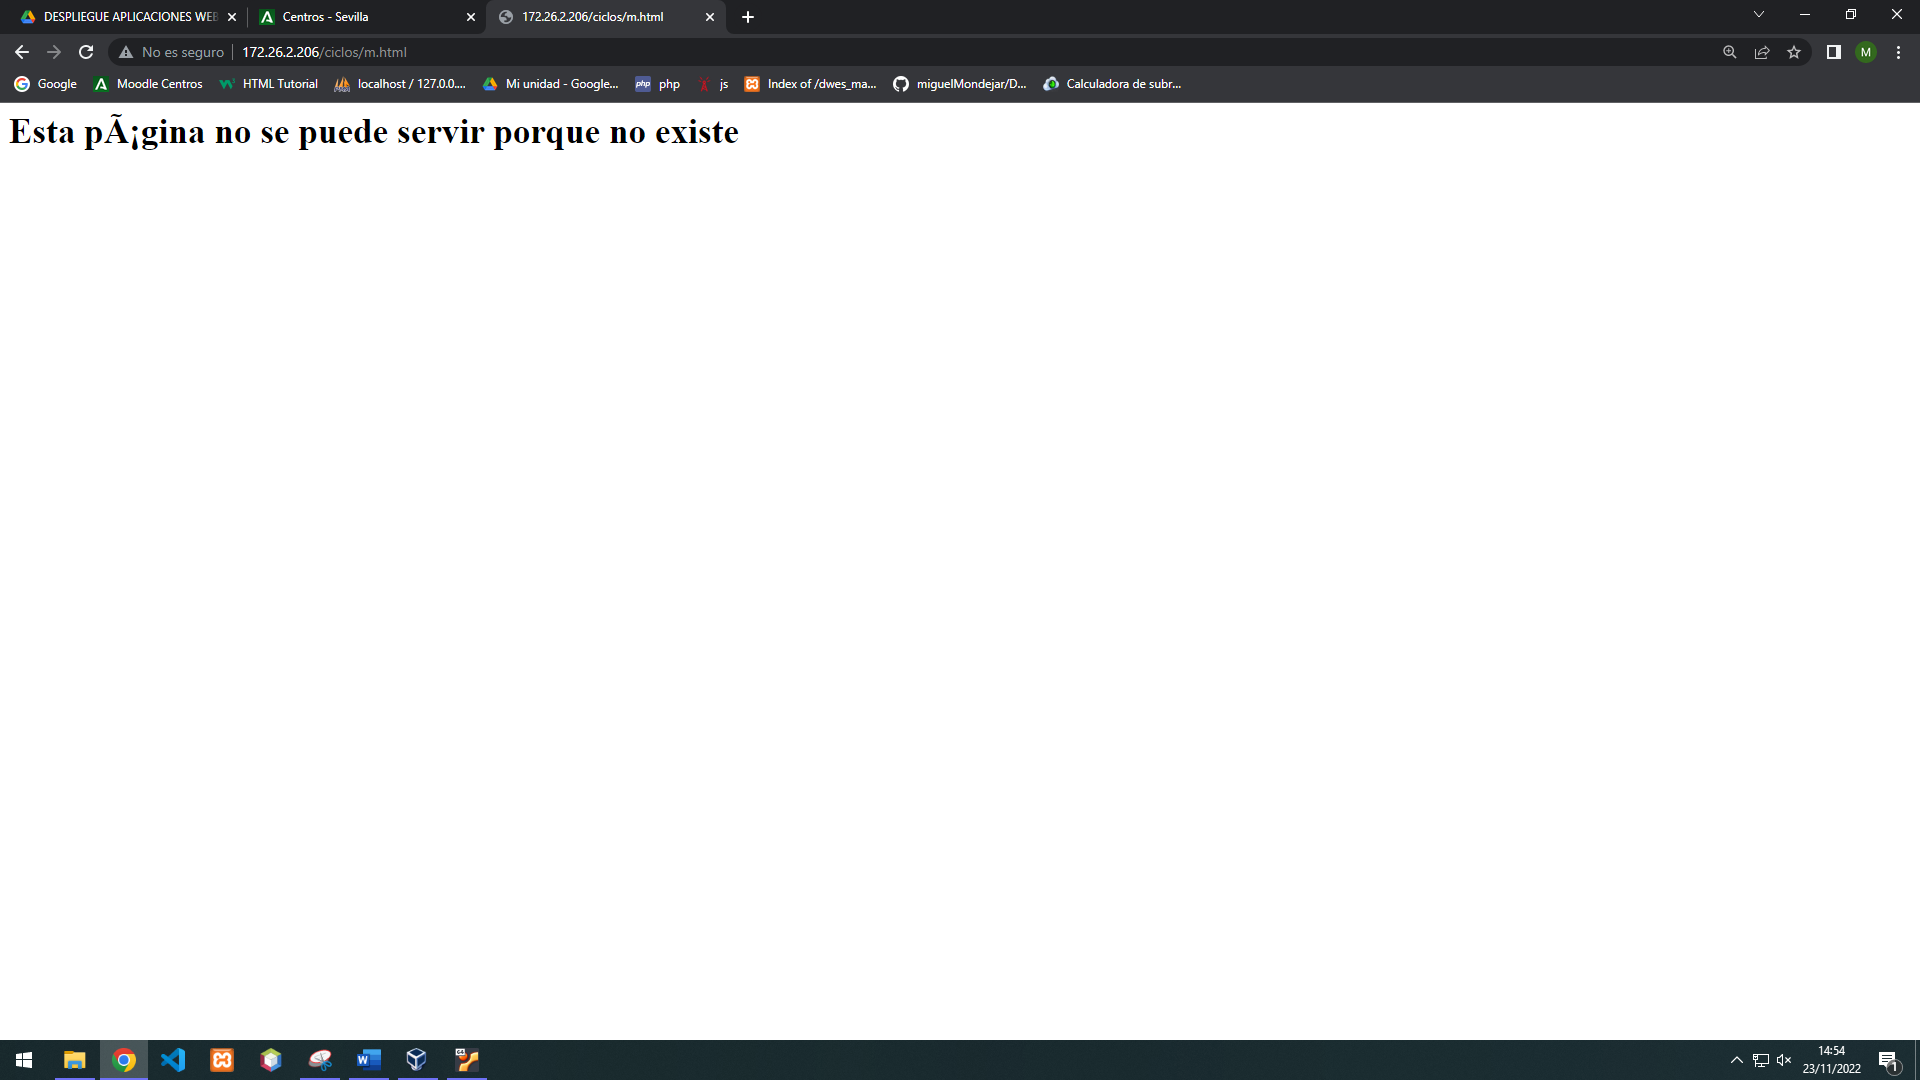 DESPLIEGUE APLICACIONES WEB
Centros - Sevilla
172.26.2.206/ciclos/m.html
No es seguro
172.26.2.206/ciclos/m.html
M
Google
Moodle Centros
HTML Tutorial
localhost / 127.0.0....
Mi unidad - Google...
php
php
js
Index of /dwes_ma...
miguelMondejar/D...
Calculadora de subr...
Esta pÃ¡gina no se puede servir porque no existe
14:54
23/11/2022
1